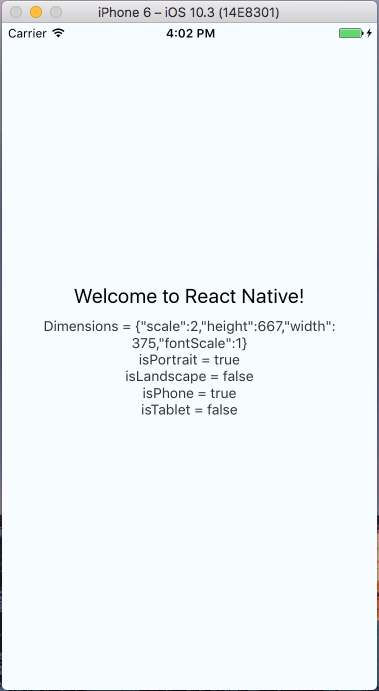 iPhone 6 – iOS 10.3 (14E8301)
Carrier 4:02 PM
Welcome to React Native!
Dimensions = {"scale":2,"height":667,"width":
375,"fontScale":1}
isPortrait = true
isLandscape = false
isPhone = true
isTablet = false